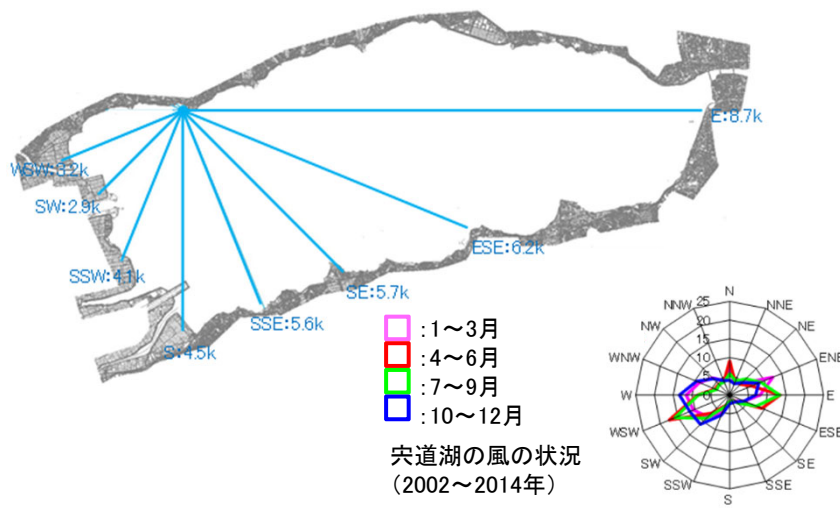 E:8.7k
WSW:3.2k
SW:2.9k
ESE:6.2k
SSW:4.1k
SE:5.7k
SSE:5.6k
S:4.5k
:1～3月
:4～6月
:7～9月
:10～12月
宍道湖の風の状況
（2002～2014年）
N
NNW
NNE
25
20
15
10
5
0
NW
NE
WNW
ENE
W
E
WSW
ESE
SW
SE
SSW
SSE
S